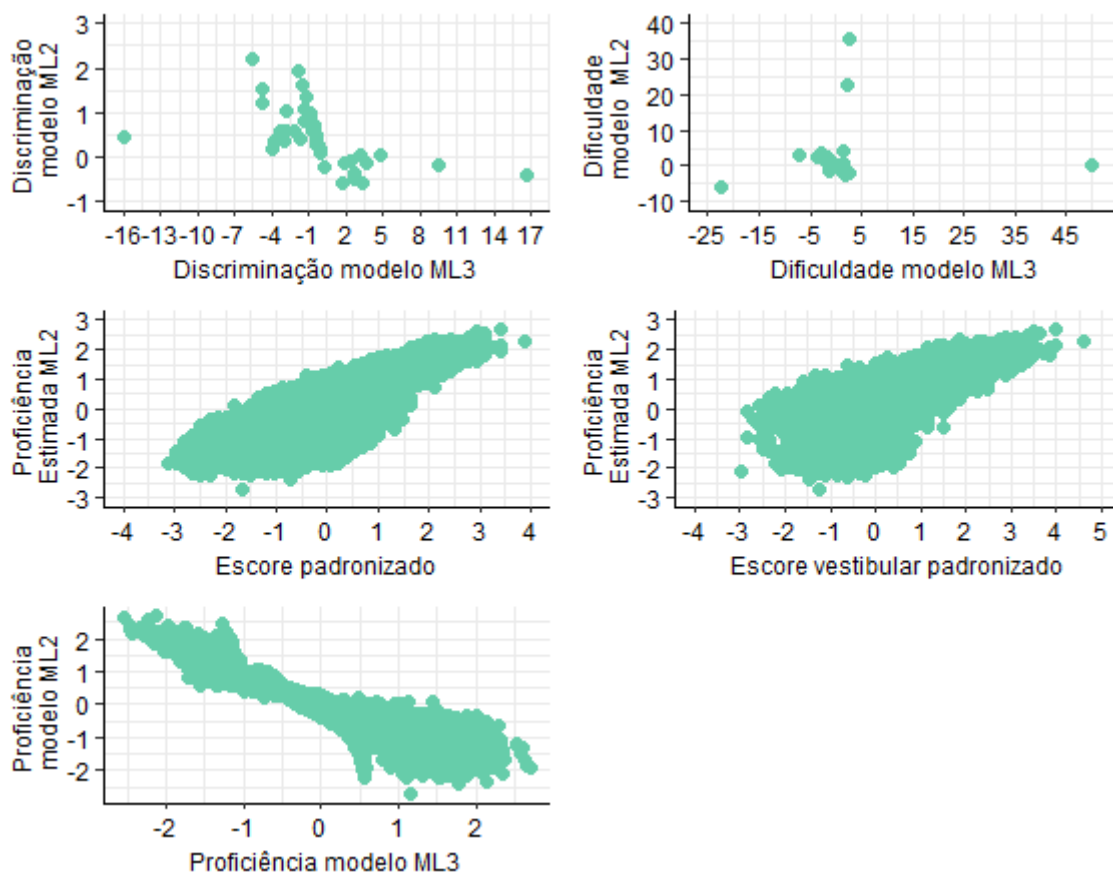 Discriminação
modelo ML2
3
2
1
0
-1
-16 -13 -10 -7 -4 -1 2 5 8 11 14 17
Discriminação modelo ML3
Dificuldade
modelo ML2
40
30
20
10
0
-10
-25 -15 -5 5 15 25 35 45
Dificuldade modelo ML3
Proficiência
Estimada ML2
3
2
1
0
-1
-2
-3
-4 -3 -2 -1 0 1 2 3 4
Escore padronizado
Proficiência
Estimada ML2
3
2
1
0
-1
-2
-3
-4 -3 -2 -1 0 1 2 3 4 5
Escore vestibular padronizado
Proficiência
modelo ML2
2
1
0
-1
-2
-2 -1 0 1 2
Proficiência modelo ML3